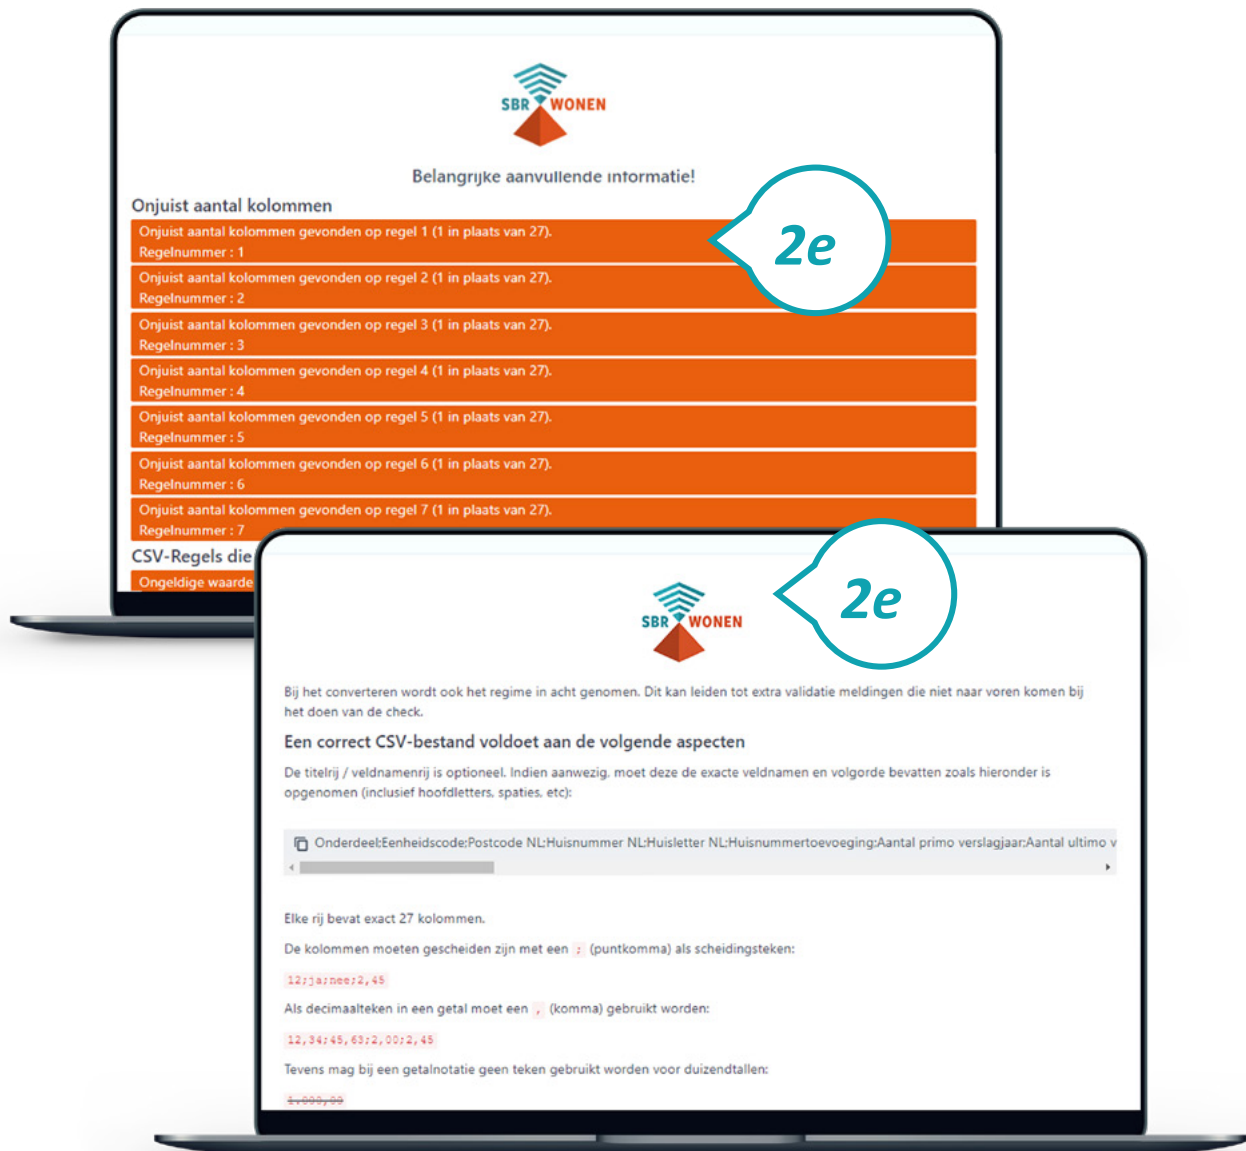 SBR WONEN
Belangrijke aanvullende informatie!
Onjuist aantal kolommen
Onjuist aantal kolommen gevonden op regel 1 (1 in plaats van 27).
Regelnummer : 1
2e
Onjuist aantal kolommen gevonden op regel 2 (1 in plaats van 27).
Regelnummer : 2
Onjuist aantal kolommen gevonden op regel 3 (1 in plaats van 27).
Regelnummer : 3
Onjuist aantal kolommen gevonden op regel 4 (1 in plaats van 27).
Regelnummer : 4
Onjuist aantal kolommen gevonden op regel 5 (1 in plaats van 27).
Regelnummer : 5
Onjuist aantal kolommen gevonden op regel 6 (1 in plaats van 27).
Regelnummer : 6
Onjuist aantal kolommen gevonden op regel 7 (1 in plaats van 27).
Regelnummer : 7
CSV-Regels die
Ongeldige waarde
SBR WONEN
2e
Bij het converteren wordt ook het regime in acht genomen. Dit kan leiden tot extra validatie meldingen die niet naar voren komen bij
het doen van de check.
Een correct CSV-bestand voldoet aan de volgende aspecten
De titelrij / veldnamenrij is optioneel. Indien aanwezig, moet deze de exacte veldnamen en volgorde bevatten zoals hieronder is
opgenomen (inclusief hoofdletters, spaties, etc):
Onderdeel;Eenheidscode;Postcode NL;Huisnummer NL;Huisletter NL;Huisnummertoevoeging;Aantal primo verslagjaar;Aantal ultimo v
Elke rij bevat exact 27 kolommen.
De kolommen moeten gescheiden zijn met een ; (puntkomma) als scheidingsteken:
12;ja;nee;2,45
Als decimaalteken in een getal moet een , (komma) gebruikt worden:
12,34;45,63;2,00;2,45
Tevens mag bij een getalnotatie geen teken gebruikt worden voor duizendtallen: